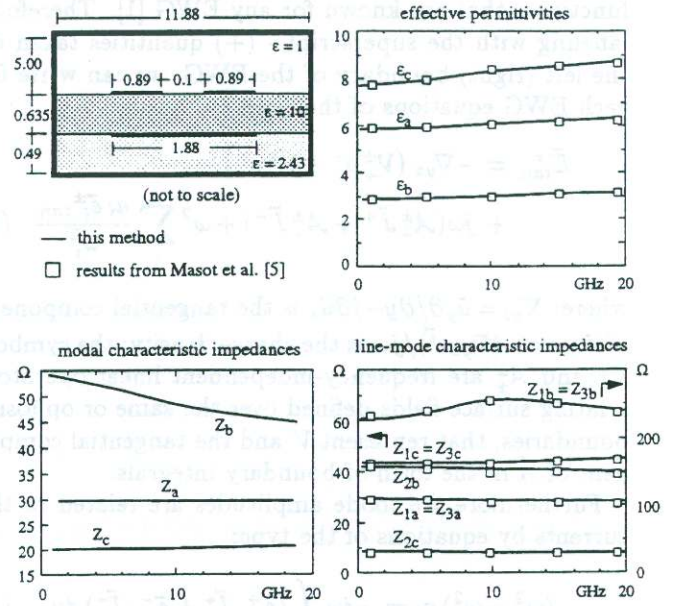 11.88
5.00
0.635
0.49
ε = 1
0.89 0.1 0.89
ε = 10
1.88
ε = 2.43
(not to scale)
this method
results from Masot et al. [5]
effective permittivities
10
8
6
4
2
0
εc
εa
εb
0
10
20
GHz
modal characteristic impedances
Ω
50
45
40
35
30
25
20
15
Zb
Za
Zc
0
10
GHz
20
line-mode characteristic impedances
Ω
60
40
20
0
Ω
200
100
0
Z1b = Z3b
Z1c = Z3c
Z2b
Z1a = Z3a
Z2c
0
10
GHz
20